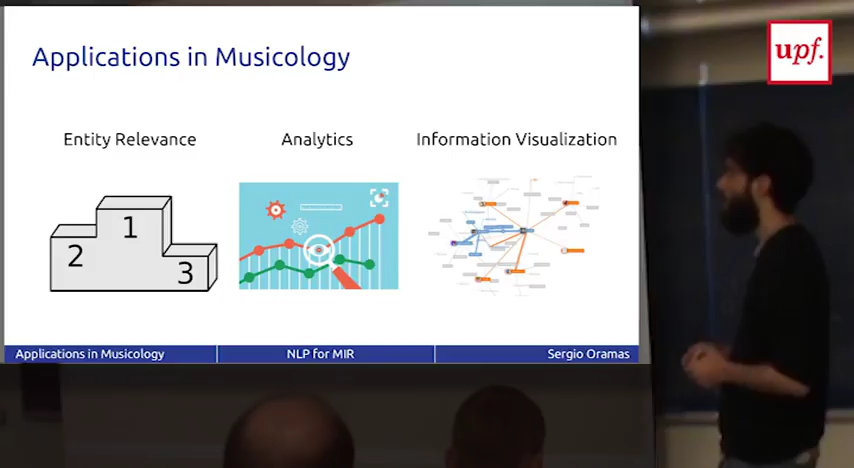 Applications in Musicology
upf.
Entity Relevance
Analytics
Information Visualization
1
2
3
Applications in Musicology
NLP for MIR
Sergio Oramas